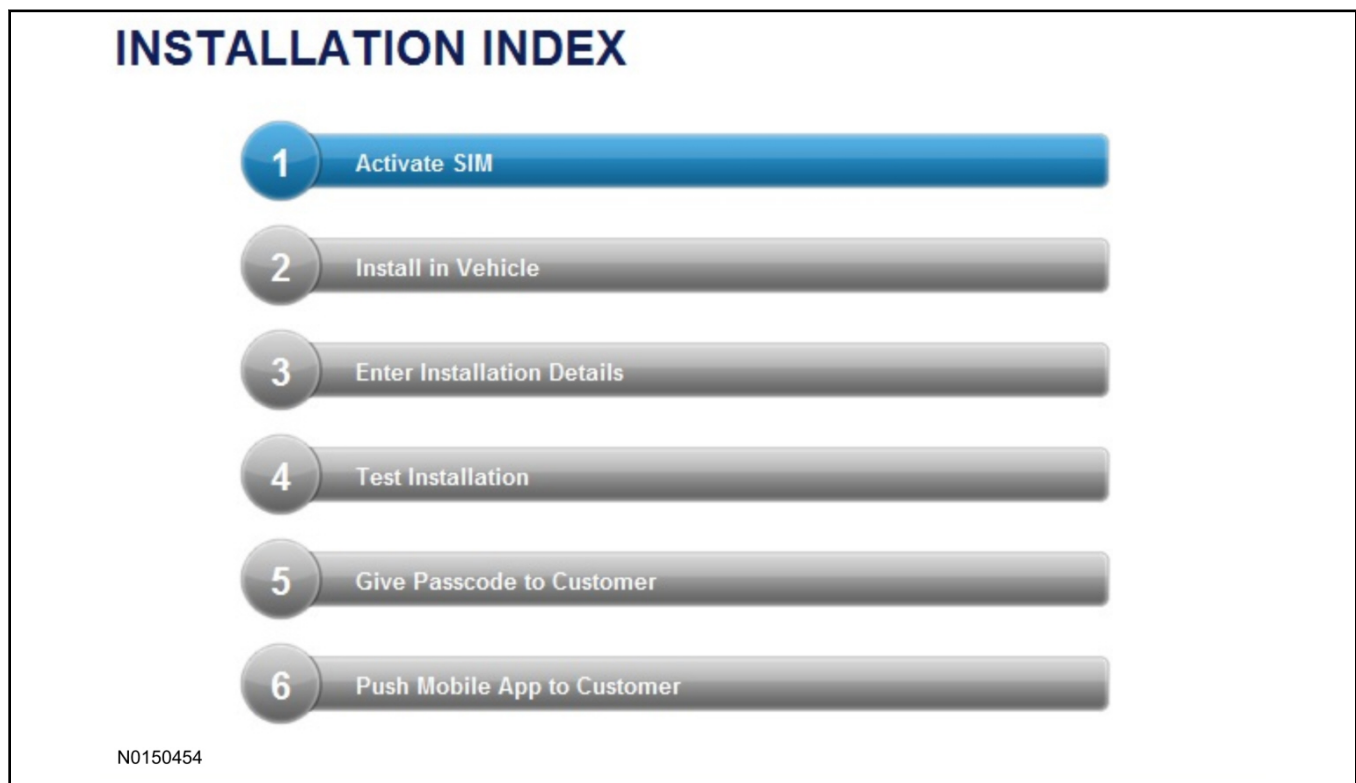 INSTALLATION INDEX
1 Activate SIM
2 Install in Vehicle
3 Enter Installation Details
4 Test Installation
5 Give Passcode to Customer
6 Push Mobile App to Customer
N0150454